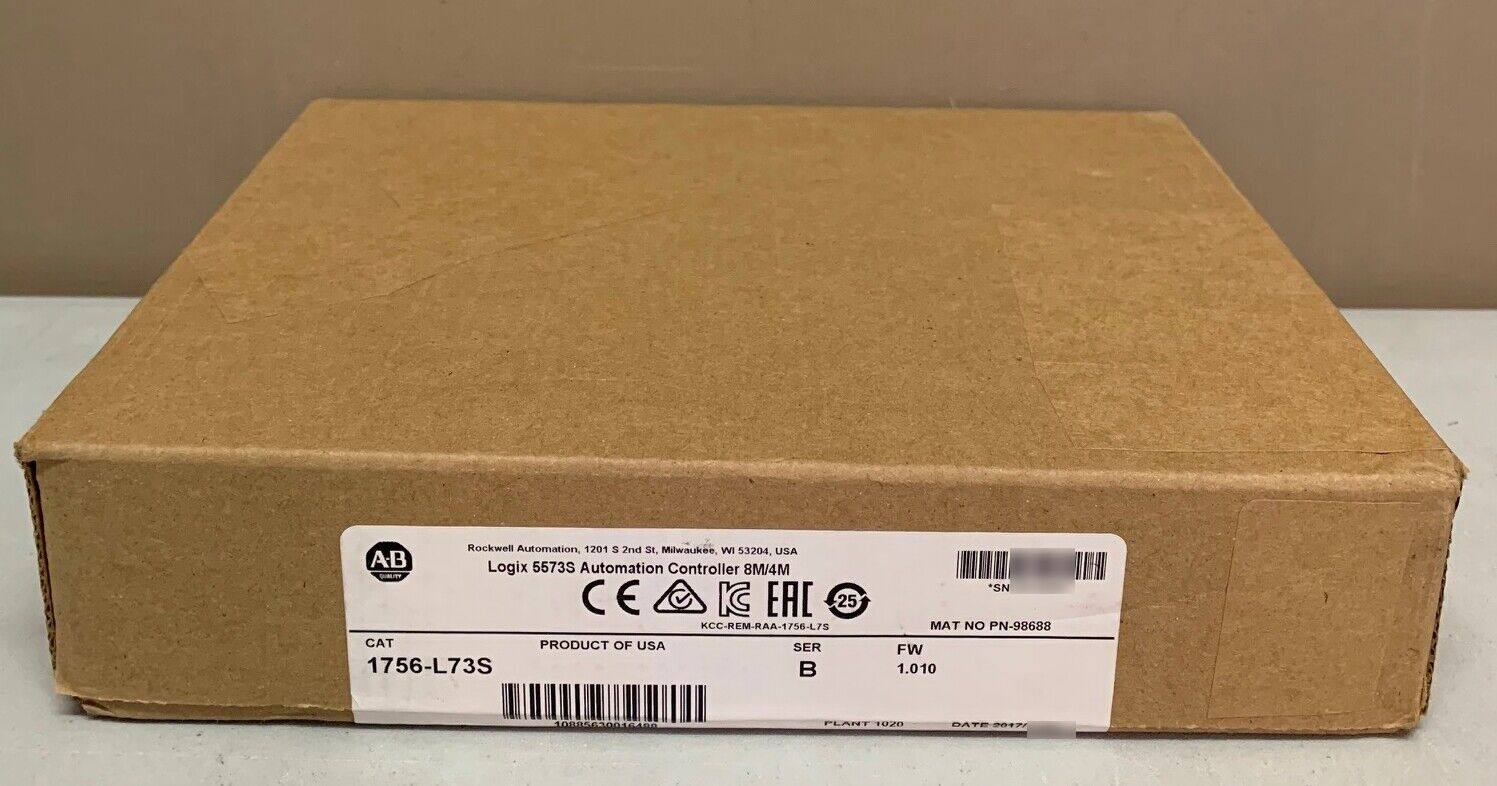 A-B
QUALITY
Rockwell Automation, 1201 S 2nd St, Milwaukee, WI 53204, USA
Logix 5573S Automation Controller 8M/4M
CE EAC 25
KCC-REM-RAA-1756-L7S
*SN
MAT NO PN-98688
CAT PRODUCT OF USA SER FW
1756-L73S B 1.010
PLANT 1020 DATE 2017/